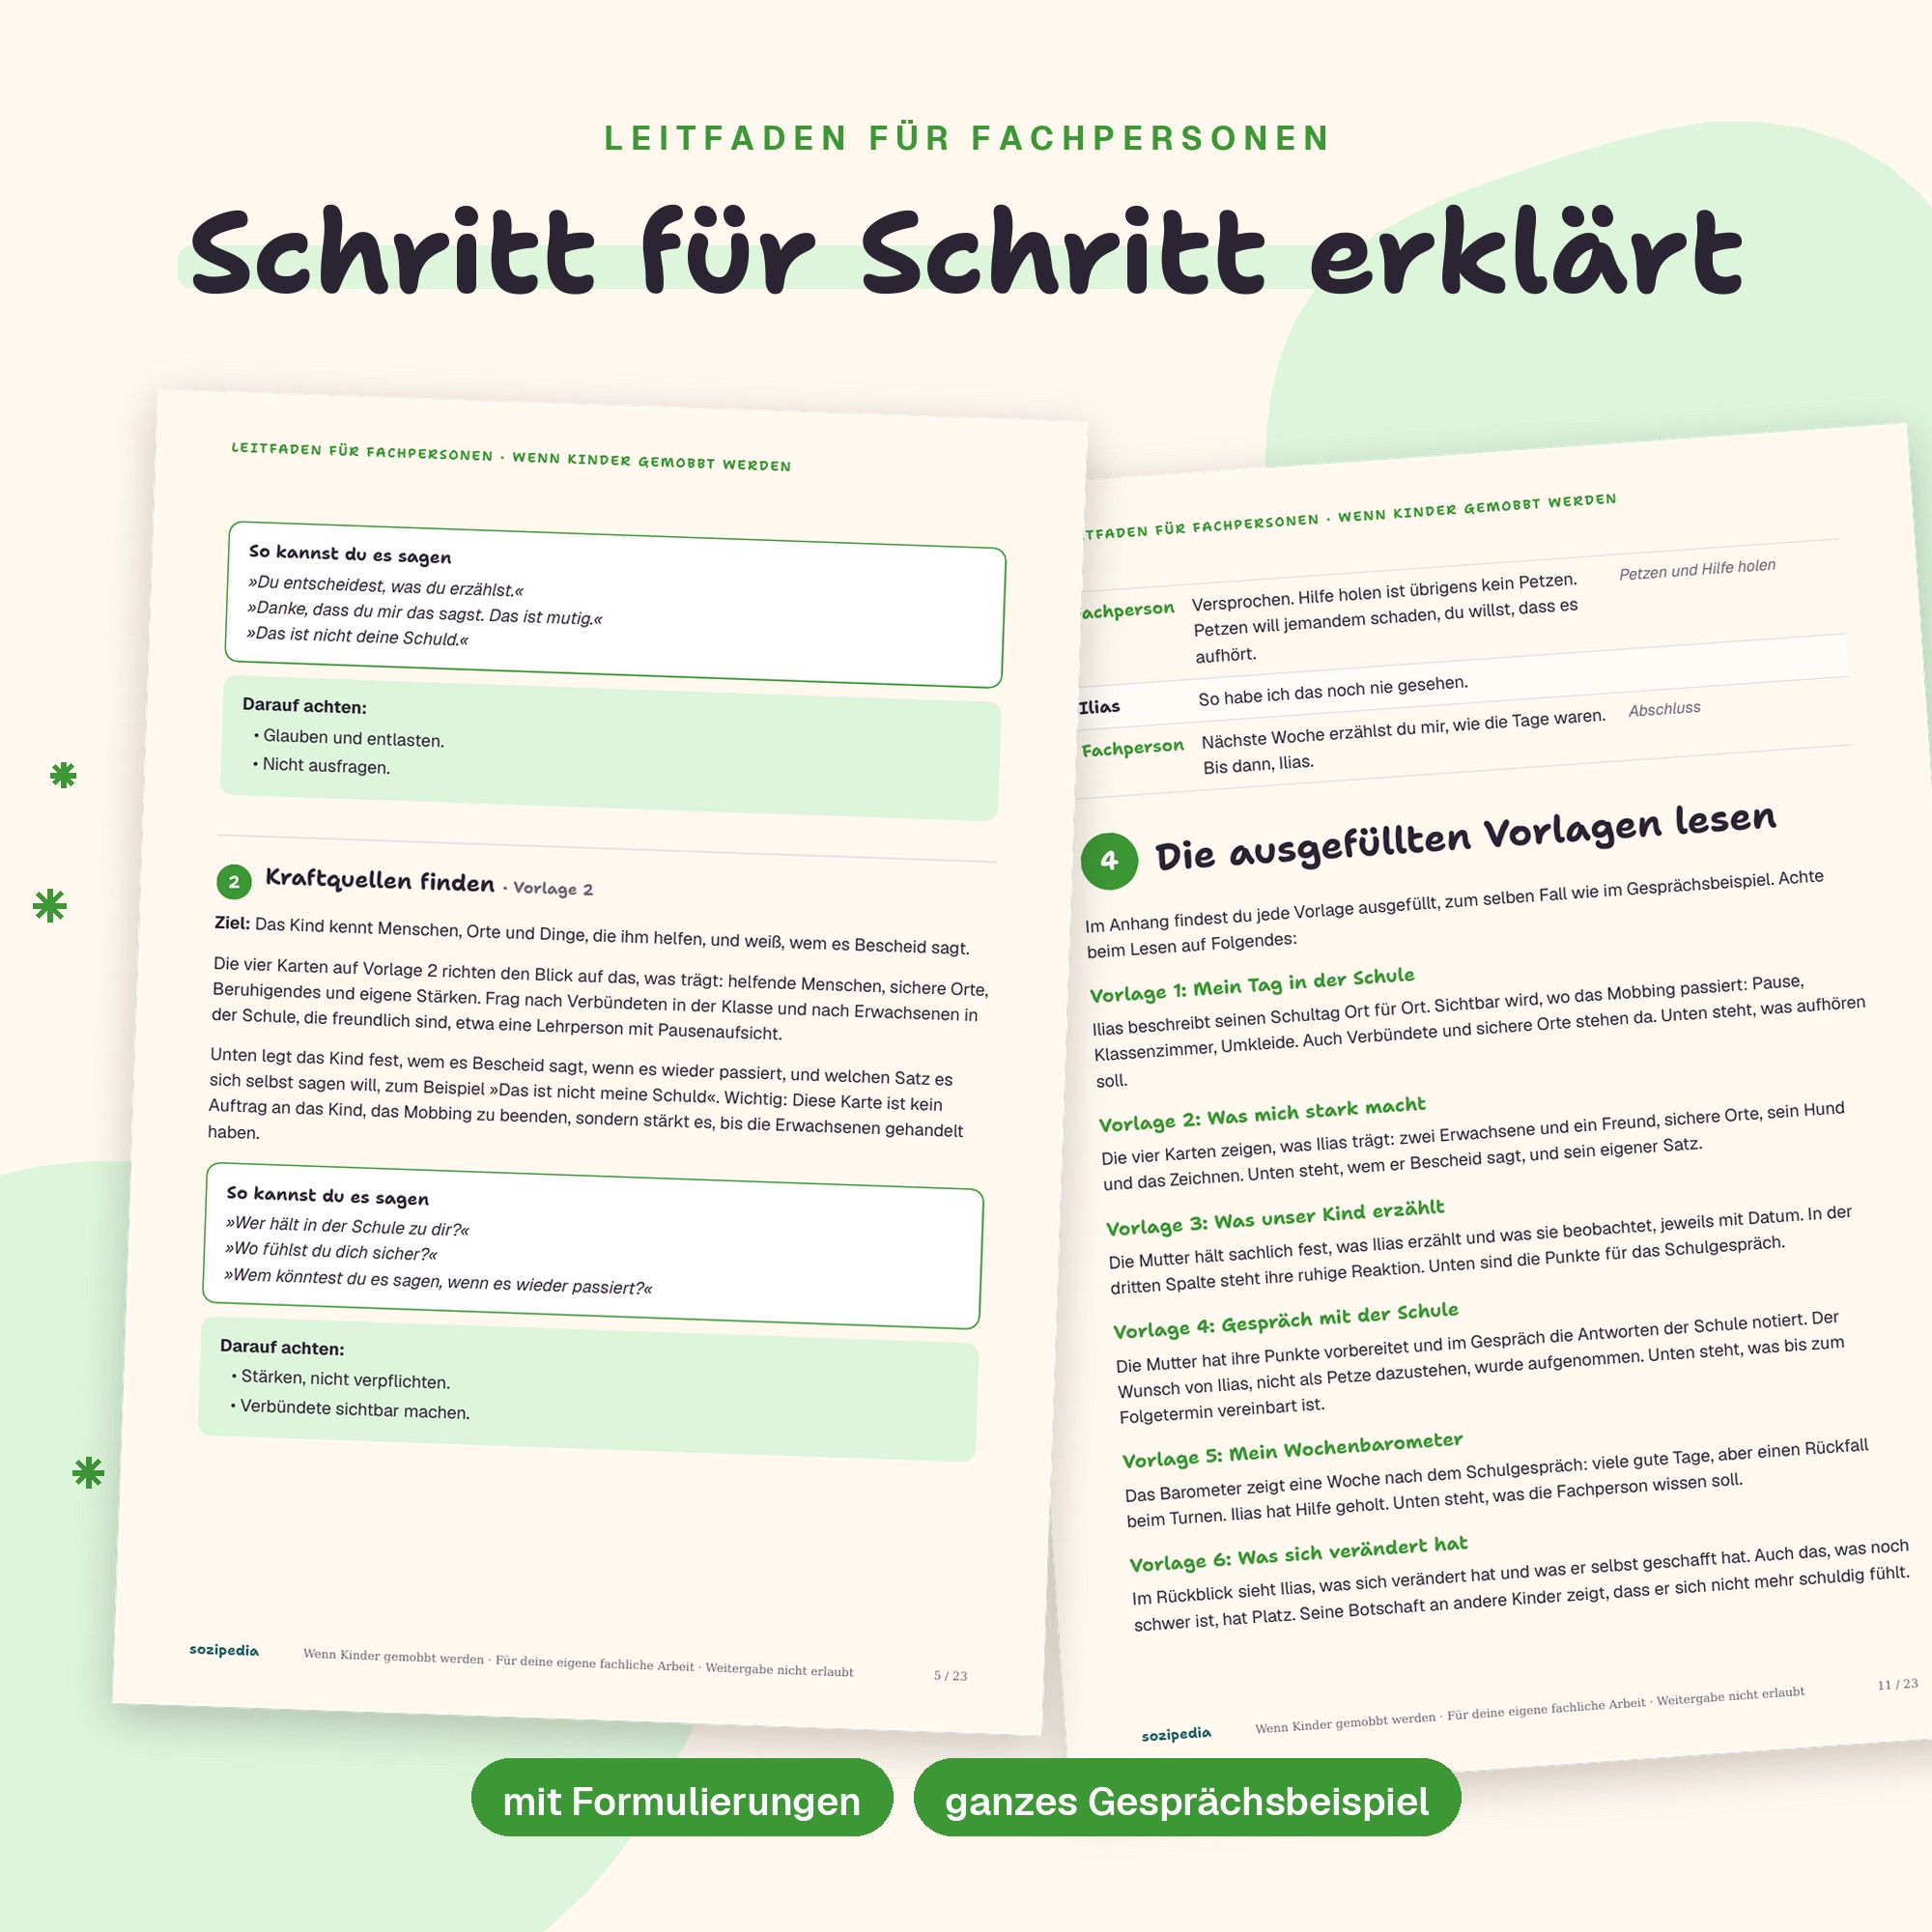 LEITFADEN FÜR FACHPERSONEN
Schritt für Schritt erklärt
LEITFADEN FÜR FACHPERSONEN · WENN KINDER GEMOBBT WERDEN
So kannst du es sagen
»Du entscheidest, was du erzählst.«
»Danke, dass du mir das sagst. Das ist mutig.«
»Das ist nicht deine Schuld.«
Darauf achten:
• Glauben und entlasten.
• Nicht ausfragen.
2 Kraftquellen finden · Vorlage 2
Ziel: Das Kind kennt Menschen, Orte und Dinge, die ihm helfen, und weiß, wem es Bescheid sagt.
Die vier Karten auf Vorlage 2 richten den Blick auf das, was trägt: helfende Menschen, sichere Orte,
Beruhigendes und eigene Stärken. Frag nach Verbündeten in der Klasse und nach Erwachsenen in
der Schule, die freundlich sind, etwa eine Lehrperson mit Pausenaufsicht.
Unten legt das Kind fest, wem es Bescheid sagt, wenn es wieder passiert, und welchen Satz es
sich selbst sagen will, zum Beispiel »Das ist nicht meine Schuld«. Wichtig: Diese Karte ist kein
Auftrag an das Kind, das Mobbing zu beenden, sondern stärkt es, bis die Erwachsenen gehandelt
haben.
So kannst du es sagen
»Wer hält in der Schule zu dir?«
»Wo fühlst du dich sicher?«
»Wem könntest du es sagen, wenn es wieder passiert?«
Darauf achten:
• Stärken, nicht verpflichten.
• Verbündete sichtbar machen.
sozipedia Wenn Kinder gemobbt werden · Für deine eigene fachliche Arbeit · Weitergabe nicht erlaubt 5 / 23
TFADEN FÜR FACHPERSONEN · WENN KINDER GEMOBBT WERDEN
Fachperson Versprochen. Hilfe holen ist übrigens kein Petzen. Petzen und Hilfe holen
Petzen will jemandem schaden, du willst, dass es
aufhört.
Ilias So habe ich das noch nie gesehen.
Fachperson Nächste Woche erzählst du mir, wie die Tage waren. Abschluss
Bis dann, Ilias.
4 Die ausgefüllten Vorlagen lesen
Im Anhang findest du jede Vorlage ausgefüllt, zum selben Fall wie im Gesprächsbeispiel. Achte
beim Lesen auf Folgendes:
Vorlage 1: Mein Tag in der Schule
Ilias beschreibt seinen Schultag Ort für Ort. Sichtbar wird, wo das Mobbing passiert: Pause,
Klassenzimmer, Umkleide. Auch Verbündete und sichere Orte stehen da. Unten steht, was aufhören
soll.
Vorlage 2: Was mich stark macht
Die vier Karten zeigen, was Ilias trägt: zwei Erwachsene und ein Freund, sichere Orte, sein Hund
und das Zeichnen. Unten steht, wem er Bescheid sagt, und sein eigener Satz.
Vorlage 3: Was unser Kind erzählt
Die Mutter hält sachlich fest, was Ilias erzählt und was sie beobachtet, jeweils mit Datum. In der
dritten Spalte steht ihre ruhige Reaktion. Unten sind die Punkte für das Schulgespräch.
Vorlage 4: Gespräch mit der Schule
Die Mutter hat ihre Punkte vorbereitet und im Gespräch die Antworten der Schule notiert. Der
Wunsch von Ilias, nicht als Petze dazustehen, wurde aufgenommen. Unten steht, was bis zum
Folgetermin vereinbart ist.
Vorlage 5: Mein Wochenbarometer
Das Barometer zeigt eine Woche nach dem Schulgespräch: viele gute Tage, aber einen Rückfall
beim Turnen. Ilias hat Hilfe geholt. Unten steht, was die Fachperson wissen soll.
Vorlage 6: Was sich verändert hat
Im Rückblick sieht Ilias, was sich verändert hat und was er selbst geschafft hat. Auch das, was noch
schwer ist, hat Platz. Seine Botschaft an andere Kinder zeigt, dass er sich nicht mehr schuldig fühlt.
sozipedia Wenn Kinder gemobbt werden · Für deine eigene fachliche Arbeit · Weitergabe nicht erlaubt 11 / 23
mit Formulierungen
ganzes Gesprächsbeispiel